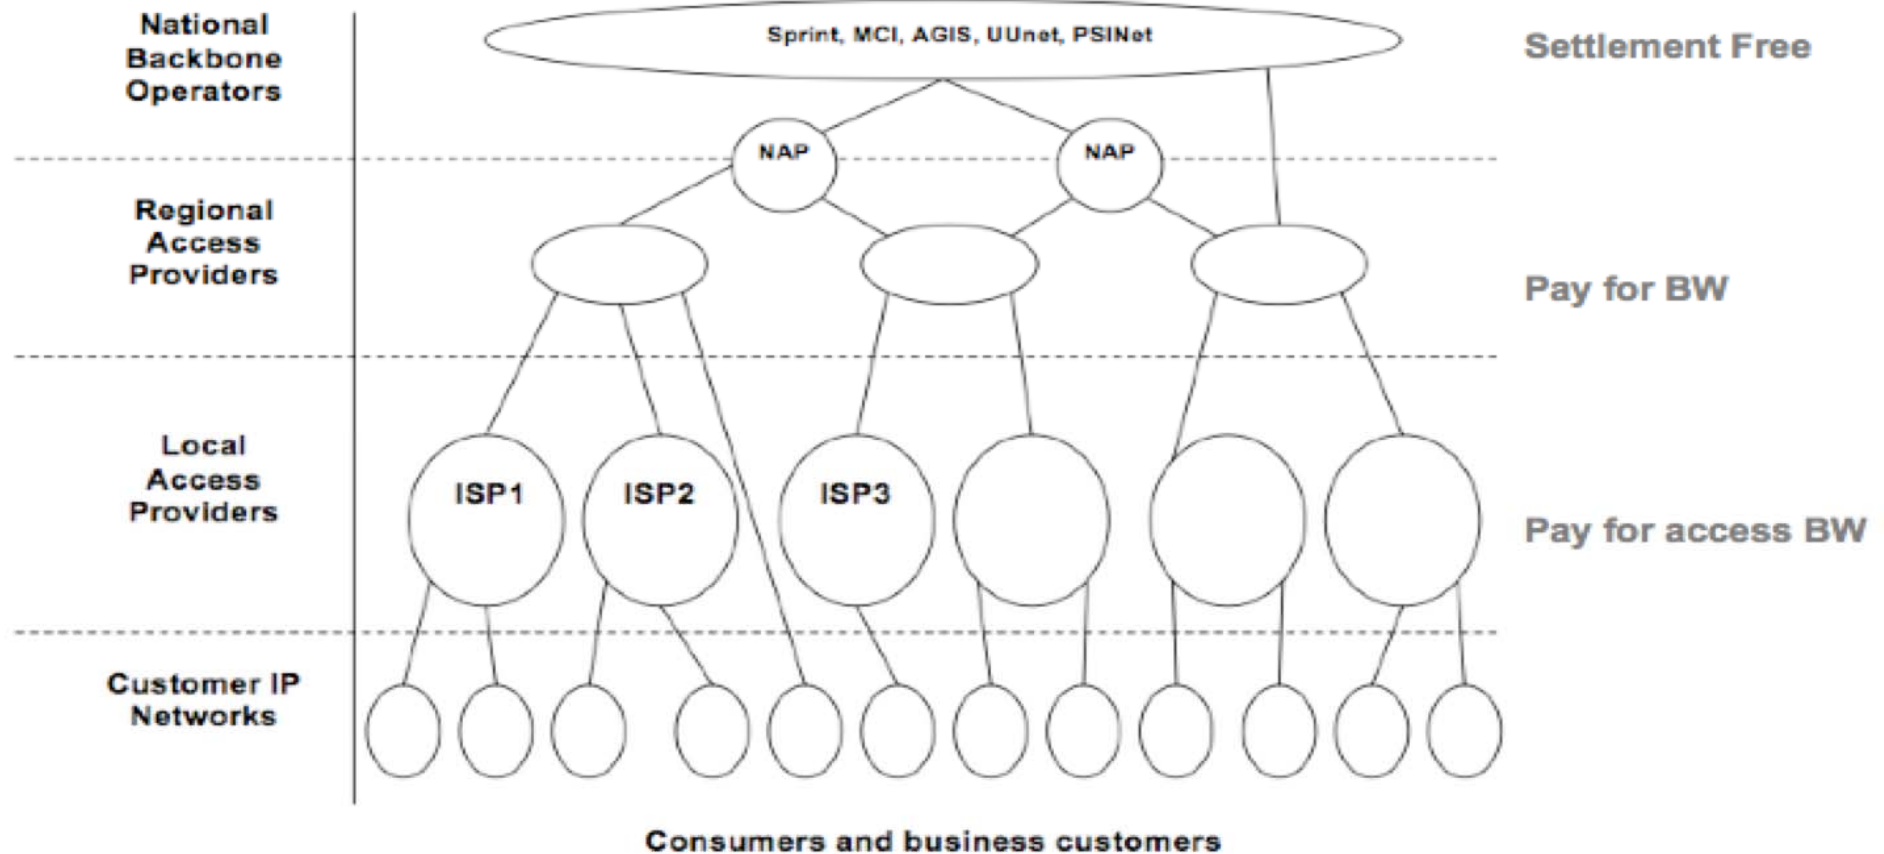 National
Backbone
Operators
Sprint, MCI, AGIS, UUnet, PSINet
Settlement Free
NAP
NAP
Regional
Access
Providers
Pay for BW
Local
Access
Providers
ISP1
ISP2
ISP3
Pay for access BW
Customer IP
Networks
Consumers and business customers